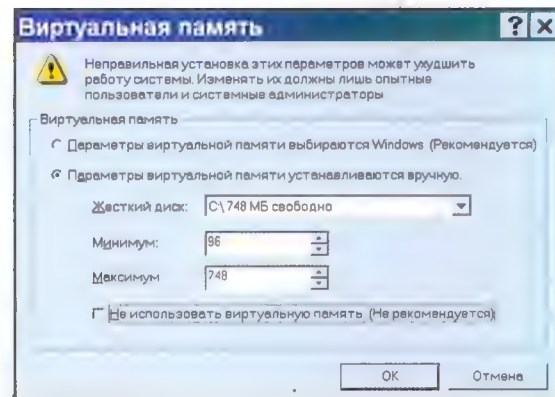 Виртуальная память
Неправильная установка этих параметров может ухудшить
работу системы. Изменять их должны лишь опытные
пользователи и системные администраторы
Виртуальная память
Параметры виртуальной памяти выбираются Windows (Рекомендуется)
Параметры виртуальной памяти устанавливаются вручную.
Жесткий диск: C:\ 748 МБ свободно
Минимум: 96
Максимум 748
Не использовать виртуальную память. (Не рекомендуется)
OK Отмена